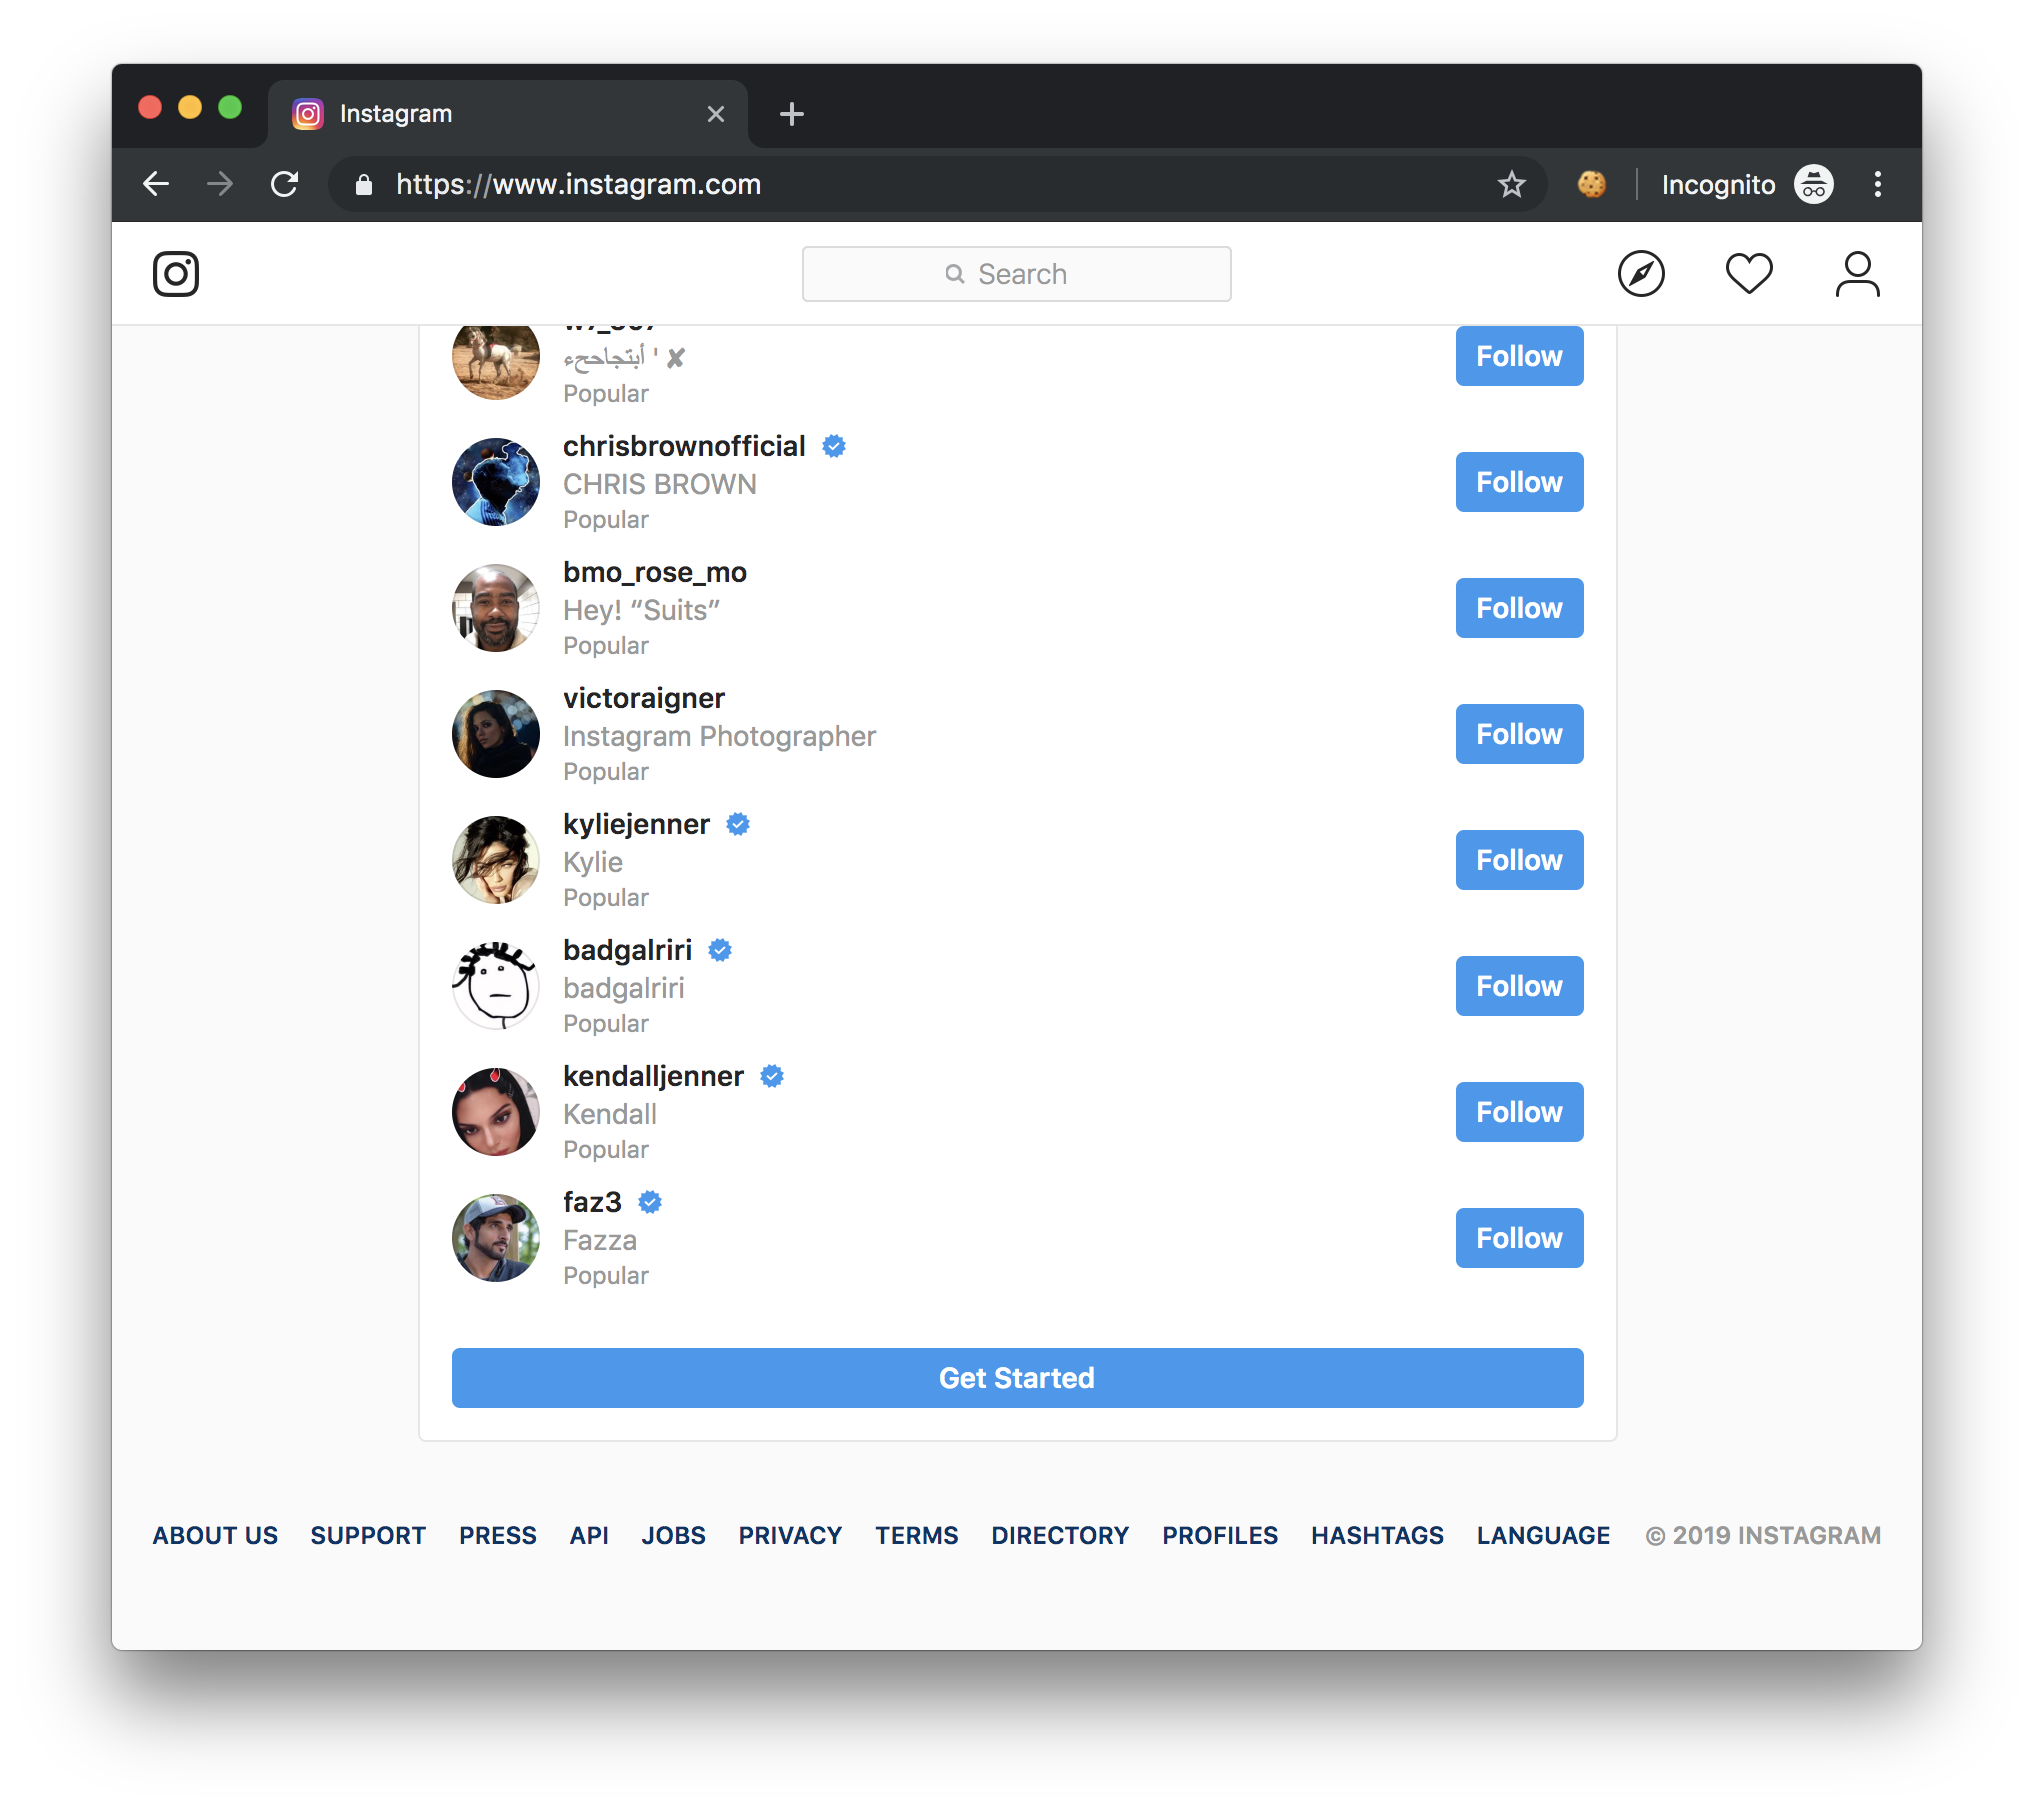 Instagram
https://www.instagram.com
Incognito
Search
أبتجاححء ' ✘
Popular
Follow
chrisbrownofficial
CHRIS BROWN
Popular
Follow
bmo_rose_mo
Hey! “Suits”
Popular
Follow
victoraigner
Instagram Photographer
Popular
Follow
kyliejenner
Kylie
Popular
Follow
badgalriri
badgalriri
Popular
Follow
kendalljenner
Kendall
Popular
Follow
faz3
Fazza
Popular
Follow
Get Started
ABOUT US SUPPORT PRESS API JOBS PRIVACY TERMS DIRECTORY PROFILES HASHTAGS LANGUAGE © 2019 INSTAGRAM